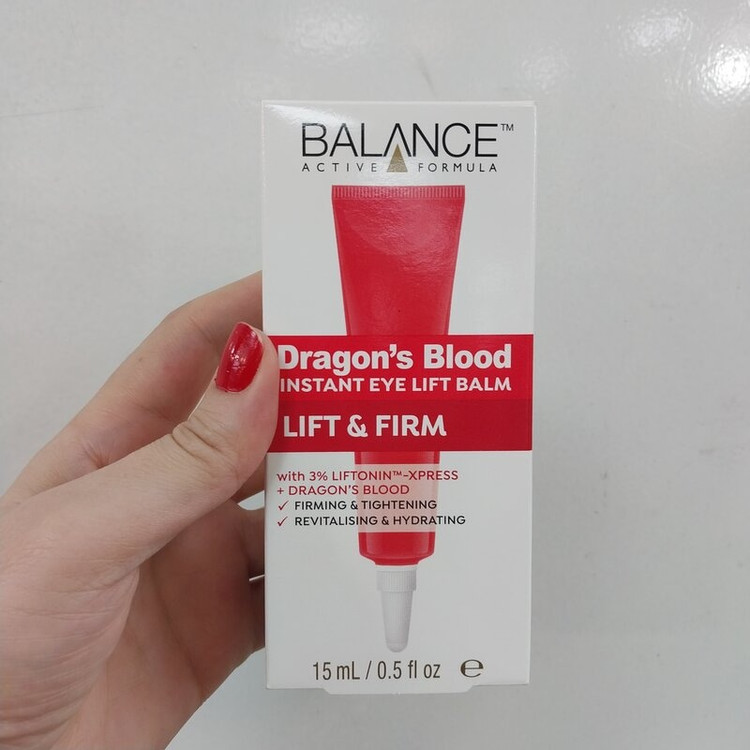 BALANCE™
ACTIVE FORMULA
Dragon's Blood
INSTANT EYE LIFT BALM
LIFT & FIRM
with 3% LIFTONIN™-XPRESS
+ DRAGON'S BLOOD
✓ FIRMING & TIGHTENING
✓ REVITALISING & HYDRATING
15 mL / 0.5 fl oz ℮